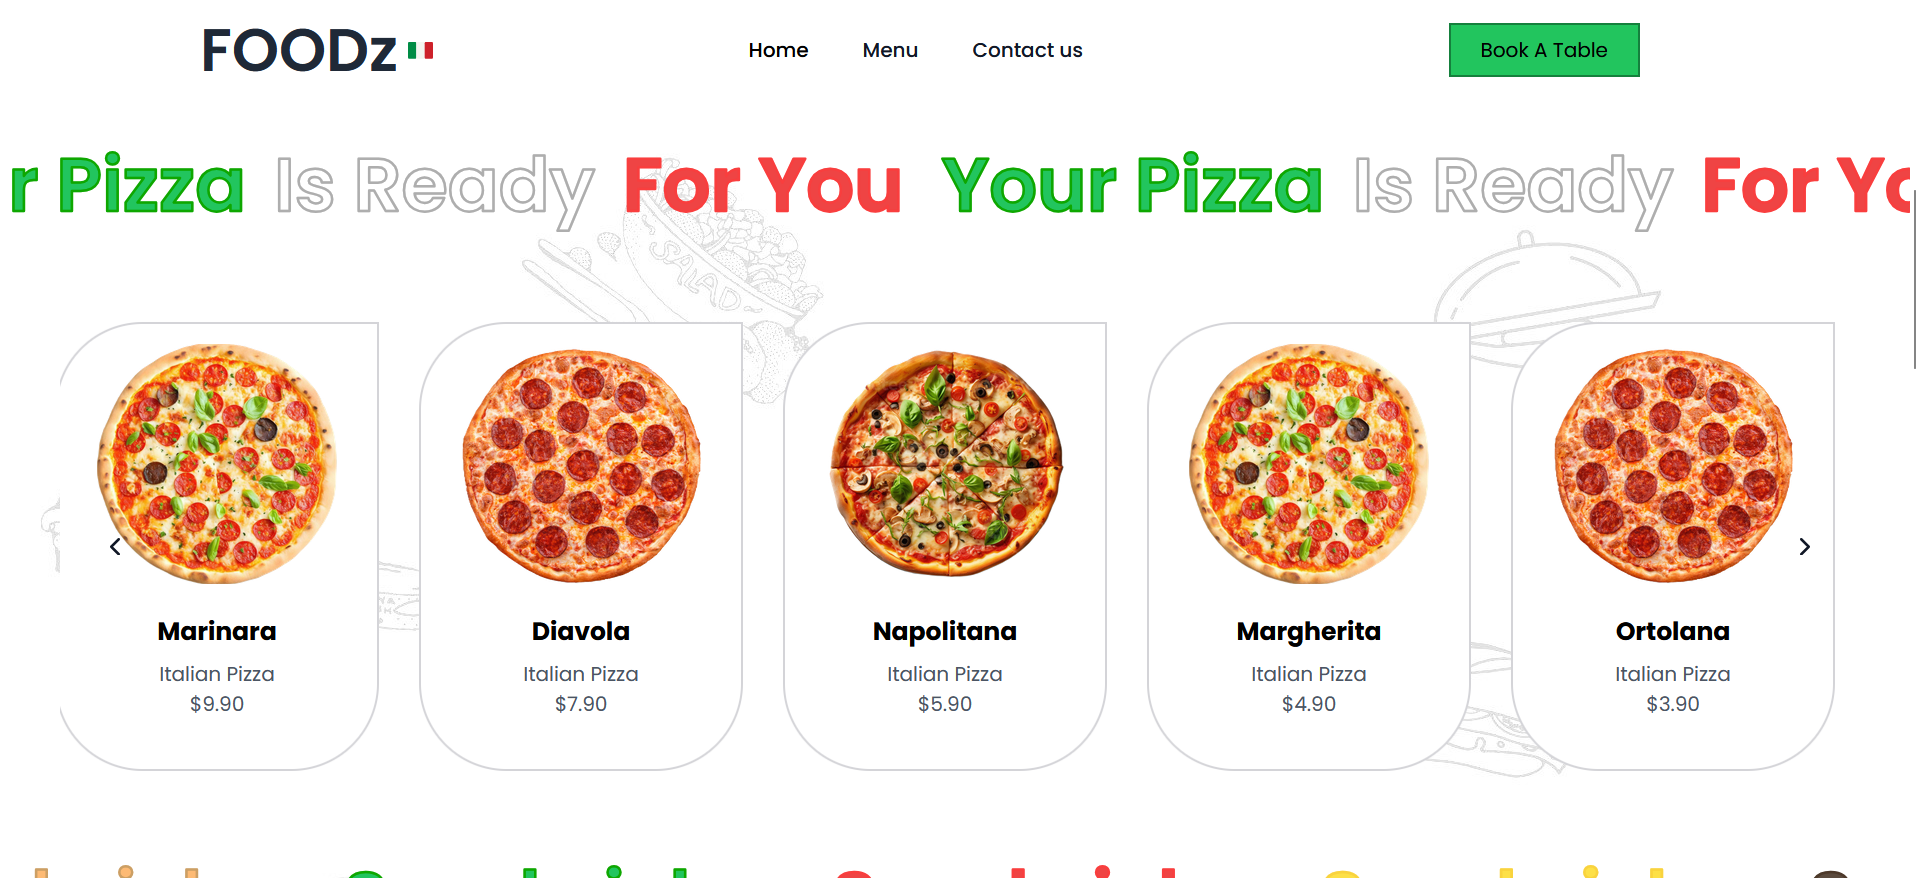 FOODz
Home Menu Contact us
Book A Table
r Pizza Is Ready For You Your Pizza Is Ready For Yo
SALAD
Marinara
Italian Pizza
$9.90
Diavola
Italian Pizza
$7.90
Napolitana
Italian Pizza
$5.90
Margherita
Italian Pizza
$4.90
Ortolana
Italian Pizza
$3.90